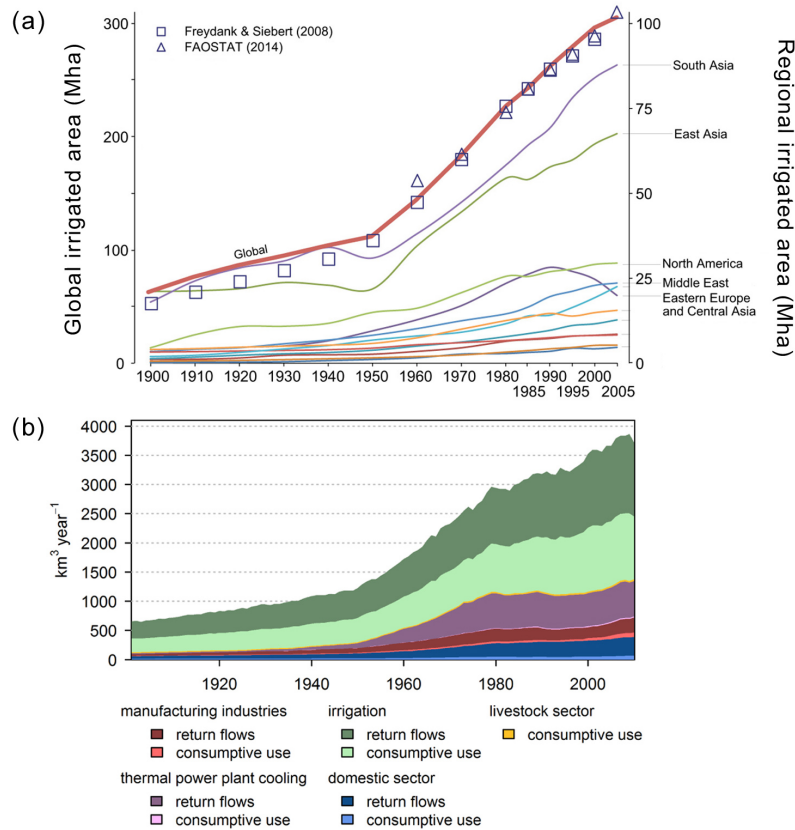 (a)
Global irrigated area (Mha)
300
200
100
0
Freydank & Siebert (2008)
FAOSTAT (2014)
Global
100
75
50
25
0
Regional irrigated area (Mha)
South Asia
East Asia
North America
Middle East
Eastern Europe
and Central Asia
1900 1910 1920 1930 1940 1950 1960 1970 1980 1990 2000
1985 1995 2005
(b)
km³ year⁻¹
4000
3500
3000
2500
2000
1500
1000
500
0
1920 1940 1960 1980 2000
manufacturing industries
return flows
consumptive use
irrigation
return flows
consumptive use
livestock sector
consumptive use
thermal power plant cooling
return flows
consumptive use
domestic sector
return flows
consumptive use